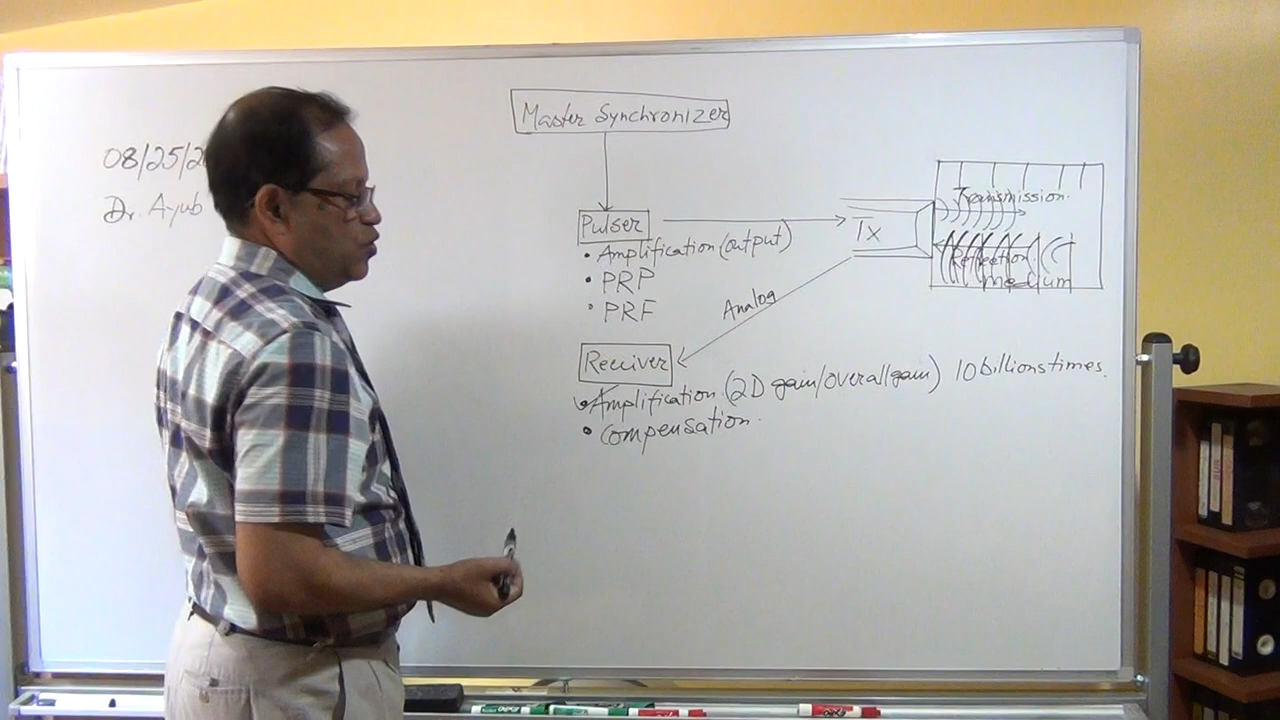 Master Synchronizer
08/25/2
Dr. Ayub
Pulser
• Amplification (output)
• PRP
• PRF
Tx
Transmission.
Reflection
medium
Analog
Reciver
• Amplification (2D gain/overall gain) 10 billions times.
• Compensation.